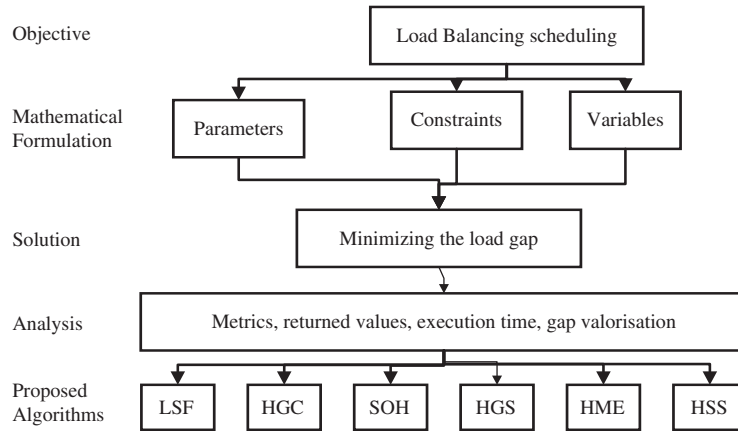 Objective
Load Balancing scheduling
Mathematical
Formulation
Parameters
Constraints
Variables
Solution
Minimizing the load gap
Analysis
Metrics, returned values, execution time, gap valorisation
Proposed
Algorithms
LSF
HGC
SOH
HGS
HME
HSS